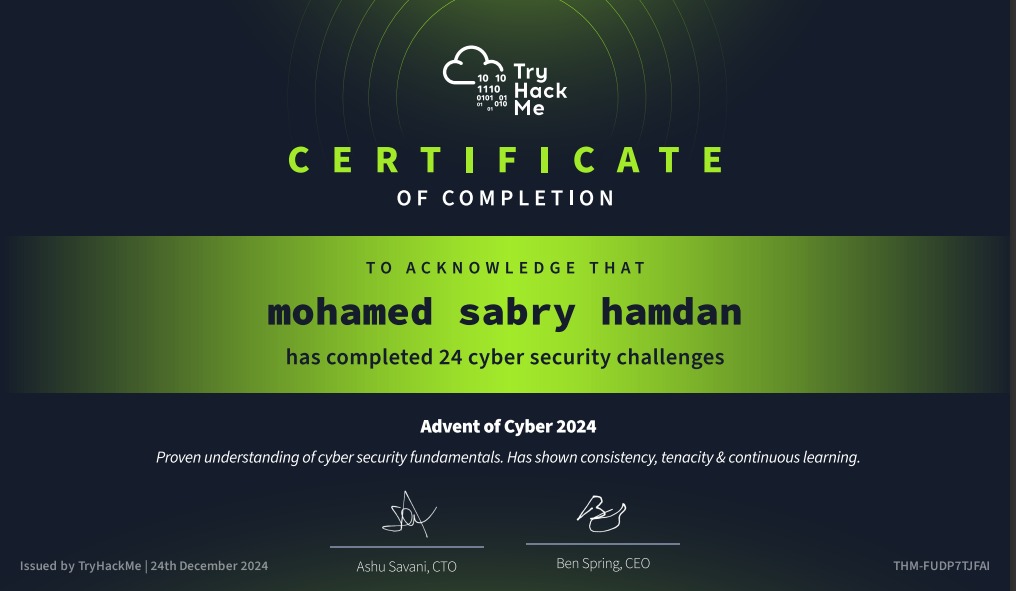 10 10 Try
1110 Hack
0101 01 Me
01 010
01
CERTIFICATE
OF COMPLETION
TO ACKNOWLEDGE THAT
mohamed sabry hamdan
has completed 24 cyber security challenges
Advent of Cyber 2024
Proven understanding of cyber security fundamentals. Has shown consistency, tenacity & continuous learning.
Ashu Savani, CTO
Ben Spring, CEO
Issued by TryHackMe | 24th December 2024
THM-FUDP7TJFAI